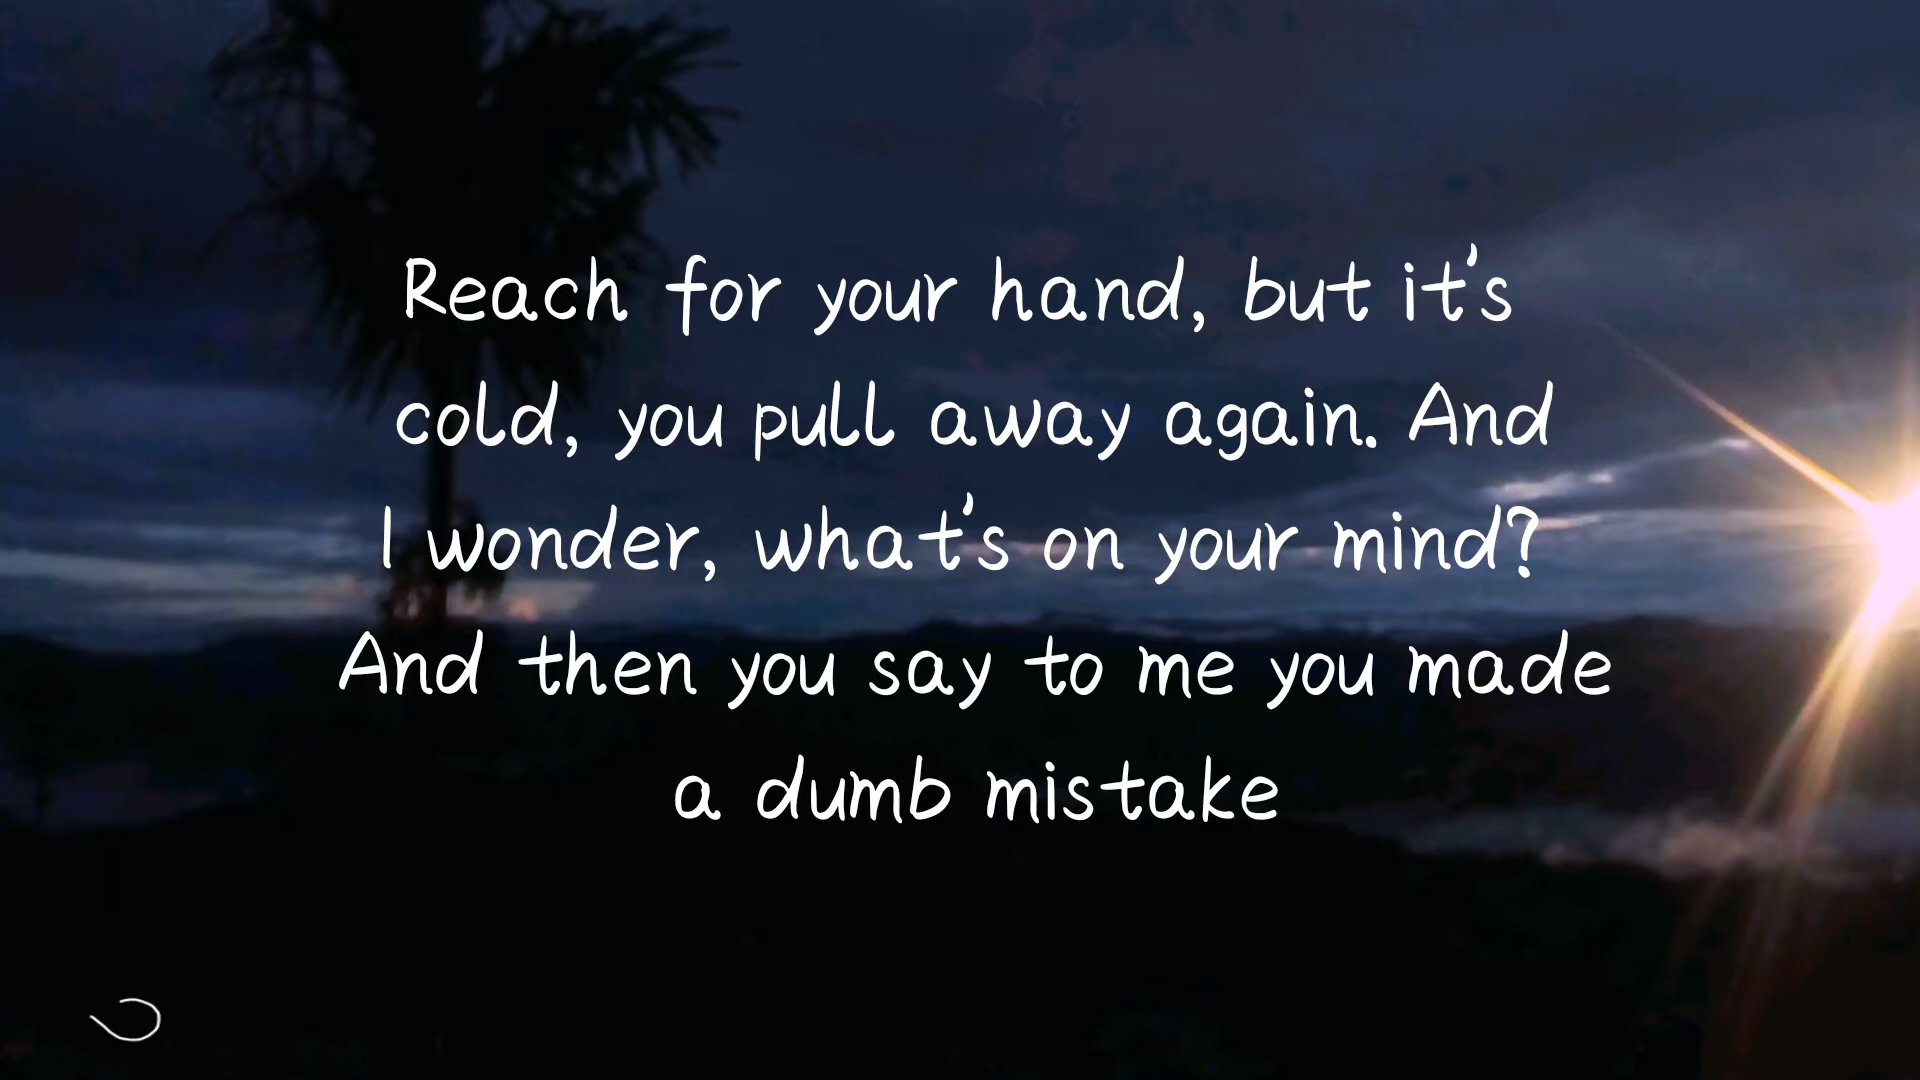 Reach for your hand, but it's
cold, you pull away again. And
I wonder, what's on your mind?
And then you say to me you made
a dumb mistake